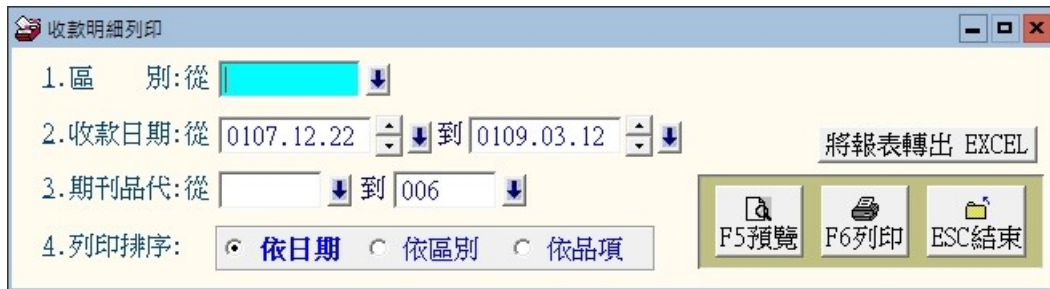 收款明細列印
1.區　別:從
2.收款日期:從 0107.12.22 到 0109.03.12
將報表轉出 EXCEL
3.期刊品代:從 到 006
4.列印排序: 依日期 依區別 依品項
F5預覽 F6列印 ESC結束